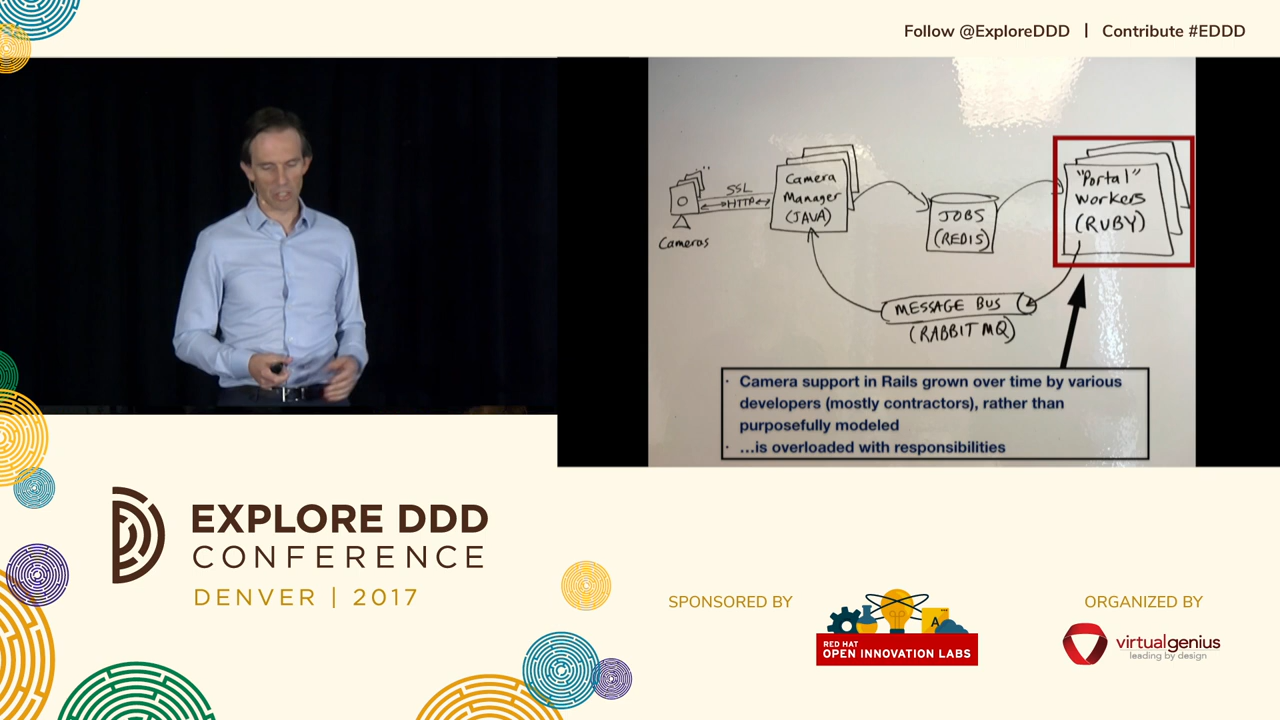 Follow @ExploreDDD | Contribute #EDDD
Cameras
SSL
HTTP
Camera
Manager
(JAVA)
JOBS
(REDIS)
"Portal"
Workers
(RUBY)
MESSAGE BUS
(RABBIT MQ)
· Camera support in Rails grown over time by various
developers (mostly contractors), rather than
purposefully modeled
· ...is overloaded with responsibilities
EXPLORE DDD
CONFERENCE
DENVER | 2017
SPONSORED BY
A
RED HAT
OPEN INNOVATION LABS
ORGANIZED BY
virtualgenius
leading by design